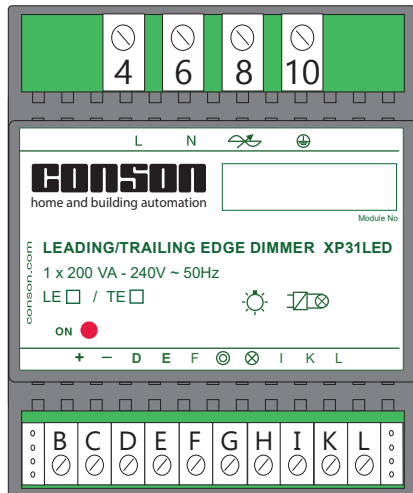 4 6 8 10
L N
CONSON
home and building automation
Module No
conson.com
LEADING/TRAILING EDGE DIMMER XP31LED
1 x 200 VA - 240V ~ 50Hz
LE / TE
ON
+ – D E F I K L
B C D E F G H I K L